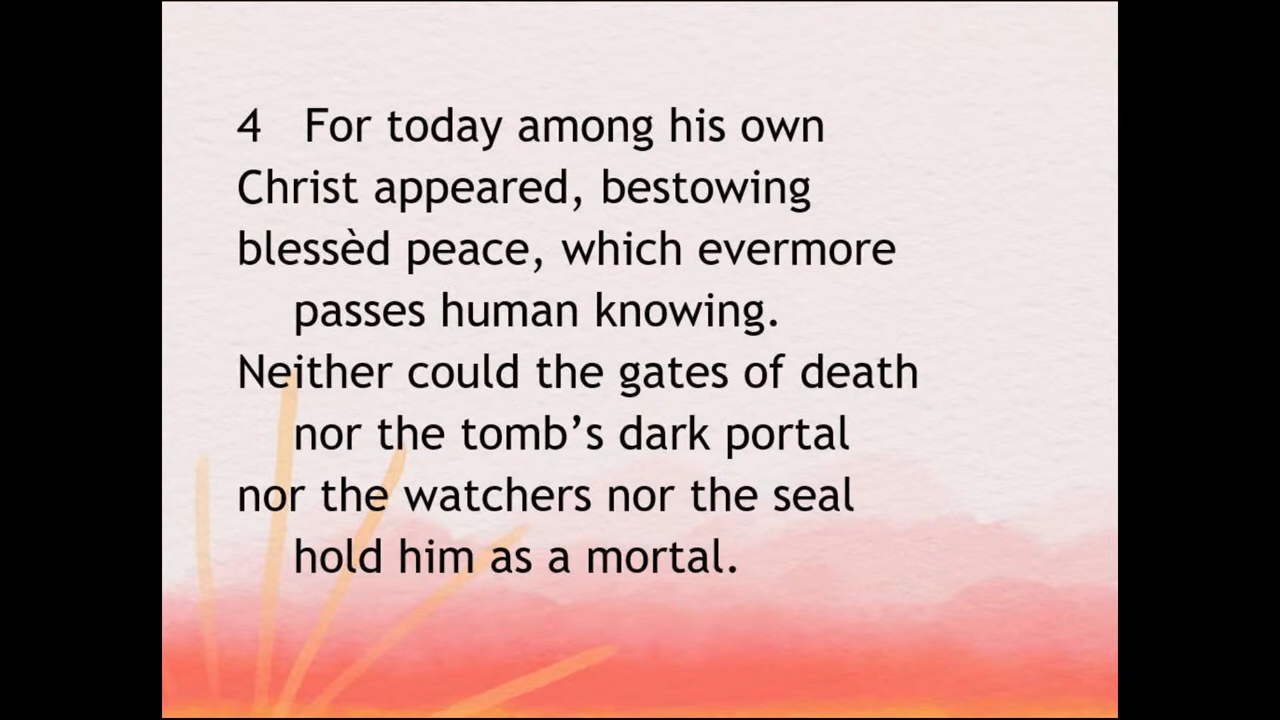 4 For today among his own
Christ appeared, bestowing
blessèd peace, which evermore
passes human knowing.
Neither could the gates of death
nor the tomb’s dark portal
nor the watchers nor the seal
hold him as a mortal.